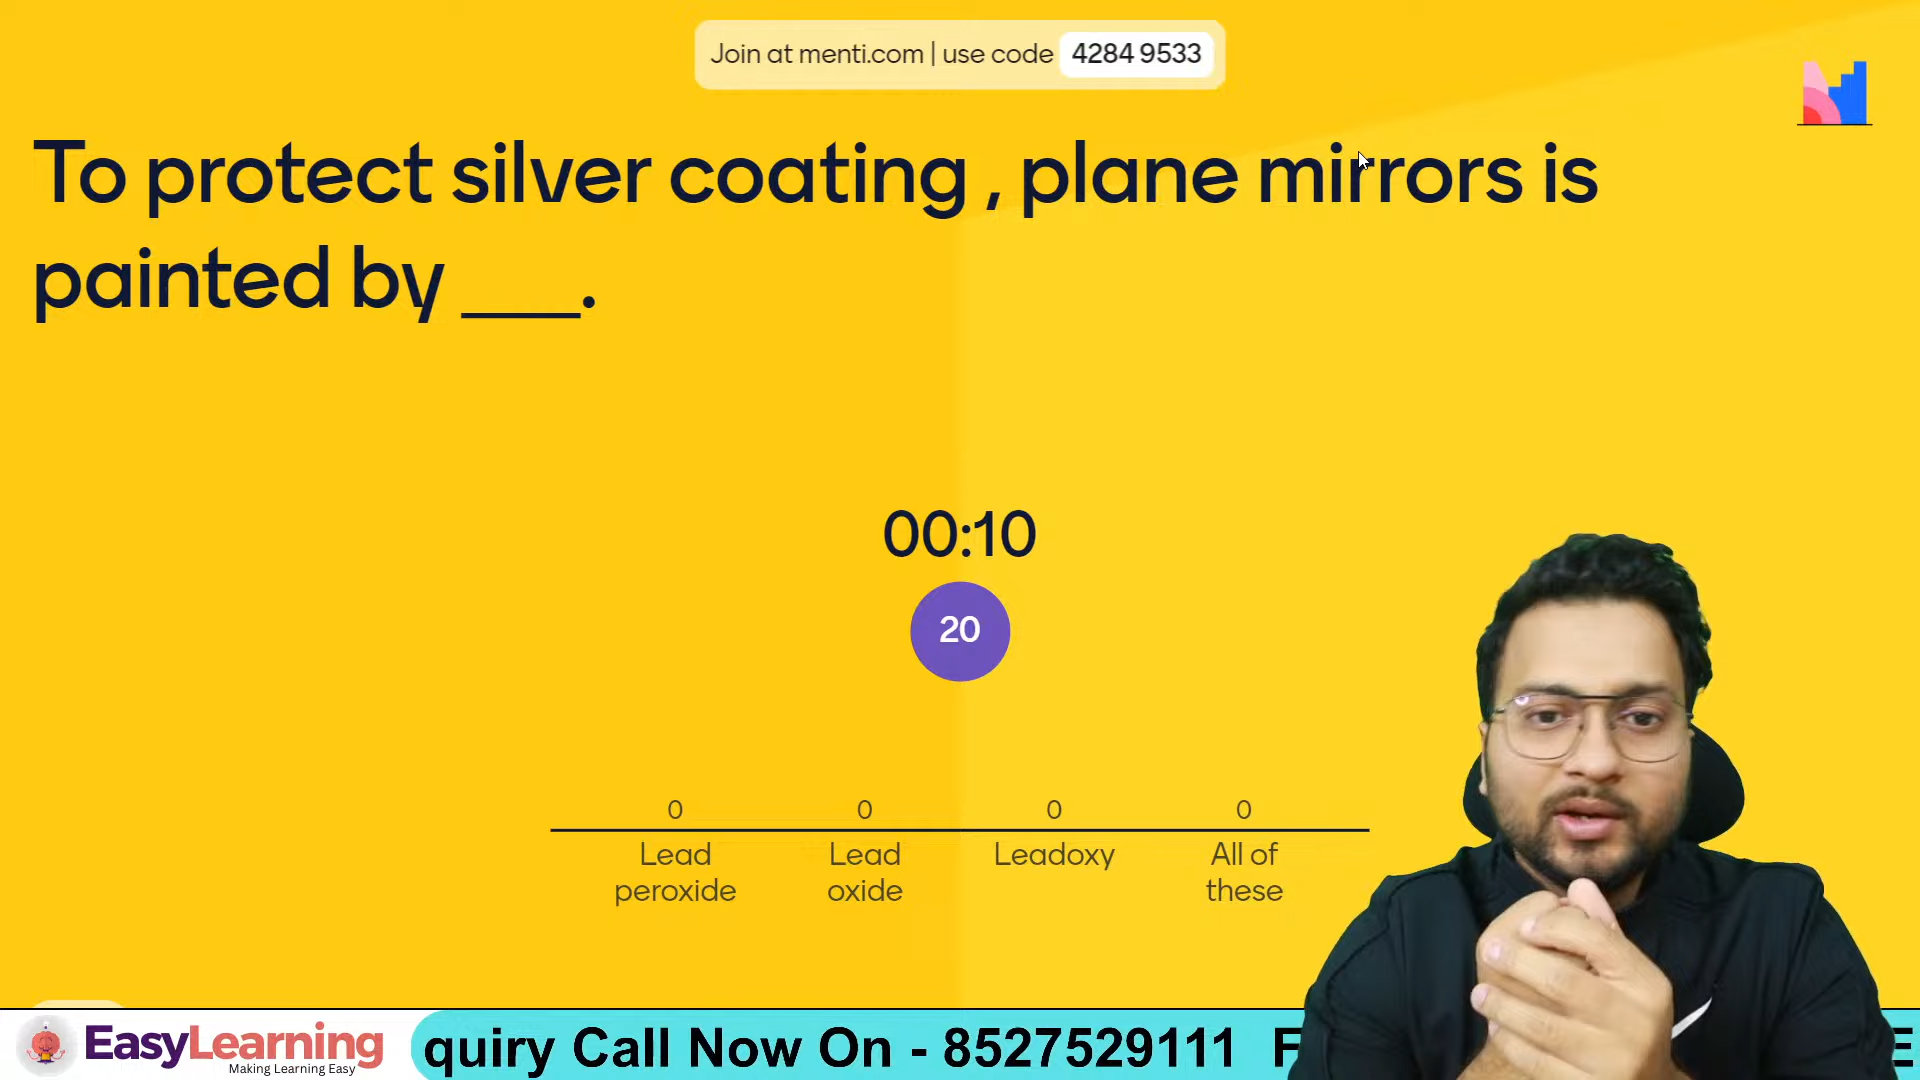 Join at menti.com | use code 4284 9533
To protect silver coating , plane mirrors is
painted by ___.
00:10
20
0 0 0 0
Lead peroxide
Lead oxide
Leadoxy
All of these
EasyLearning
Making Learning Easy
quiry Call Now On - 8527529111 F
E